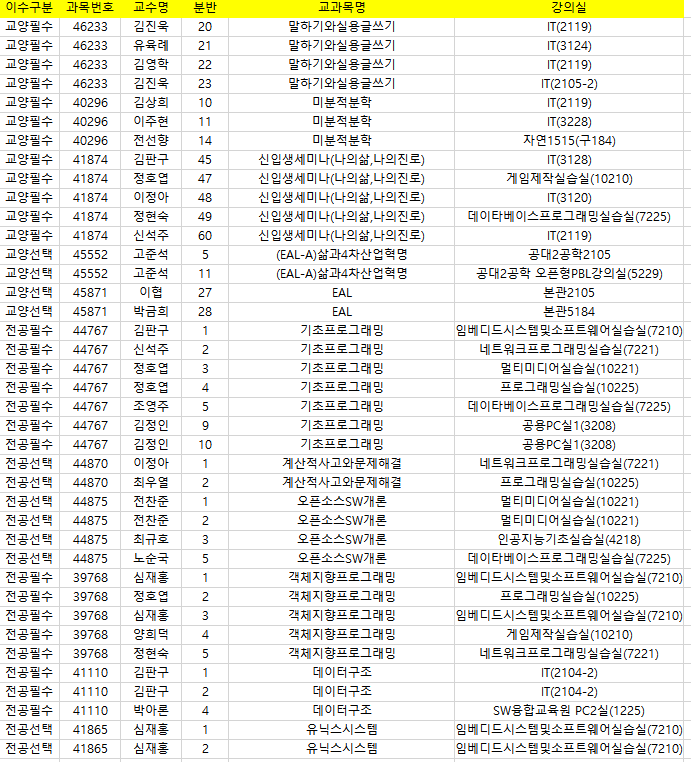 이수구분 과목번호 교수명 분반 교과목명 강의실
교양필수 46233 김진욱 20 말하기와실용글쓰기 IT(2119)
교양필수 46233 유육례 21 말하기와실용글쓰기 IT(3124)
교양필수 46233 김영학 22 말하기와실용글쓰기 IT(2119)
교양필수 46233 김진욱 23 말하기와실용글쓰기 IT(2105-2)
교양필수 40296 김상희 10 미분적분학 IT(2119)
교양필수 40296 이주현 11 미분적분학 IT(3228)
교양필수 40296 전선향 14 미분적분학 자연1515(구184)
교양필수 41874 김판구 45 신입생세미나(나의삶,나의진로) IT(3128)
교양필수 41874 정호엽 47 신입생세미나(나의삶,나의진로) 게임제작실습실(10210)
교양필수 41874 이정아 48 신입생세미나(나의삶,나의진로) IT(3120)
교양필수 41874 정현숙 49 신입생세미나(나의삶,나의진로) 데이타베이스프로그래밍실습실(7225)
교양필수 41874 신석주 60 신입생세미나(나의삶,나의진로) IT(2119)
교양선택 45552 고준석 5 (EAL-A)삶과4차산업혁명 공대2공학2105
교양선택 45552 고준석 11 (EAL-A)삶과4차산업혁명 공대2공학 오픈형PBL강의실(5229)
교양선택 45871 이협 27 EAL 본관2105
교양선택 45871 박금희 28 EAL 본관5184
전공필수 44767 김판구 1 기초프로그래밍 임베디드시스템및소프트웨어실습실(7210)
전공필수 44767 신석주 2 기초프로그래밍 네트워크프로그래밍실습실(7221)
전공필수 44767 정호엽 3 기초프로그래밍 멀티미디어실습실(10221)
전공필수 44767 정호엽 4 기초프로그래밍 프로그래밍실습실(10225)
전공필수 44767 조영주 5 기초프로그래밍 데이타베이스프로그래밍실습실(7225)
전공필수 44767 김정인 9 기초프로그래밍 공용PC실1(3208)
전공필수 44767 김정인 10 기초프로그래밍 공용PC실1(3208)
전공선택 44870 이정아 1 계산적사고와문제해결 네트워크프로그래밍실습실(7221)
전공선택 44870 최우열 2 계산적사고와문제해결 프로그래밍실습실(10225)
전공선택 44875 전찬준 1 오픈소스SW개론 멀티미디어실습실(10221)
전공선택 44875 전찬준 2 오픈소스SW개론 멀티미디어실습실(10221)
전공선택 44875 최규호 3 오픈소스SW개론 인공지능기초실습실(4218)
전공선택 44875 노순국 5 오픈소스SW개론 데이타베이스프로그래밍실습실(7225)
전공필수 39768 심재홍 1 객체지향프로그래밍 임베디드시스템및소프트웨어실습실(7210)
전공필수 39768 정호엽 2 객체지향프로그래밍 프로그래밍실습실(10225)
전공필수 39768 심재홍 3 객체지향프로그래밍 임베디드시스템및소프트웨어실습실(7210)
전공필수 39768 양희덕 4 객체지향프로그래밍 게임제작실습실(10210)
전공필수 39768 정현숙 5 객체지향프로그래밍 네트워크프로그래밍실습실(7221)
전공필수 41110 김판구 1 데이터구조 IT(2104-2)
전공필수 41110 김판구 2 데이터구조 IT(2104-2)
전공필수 41110 박아론 4 데이터구조 SW융합교육원 PC2실(1225)
전공선택 41865 심재홍 1 유닉스시스템 임베디드시스템및소프트웨어실습실(7210)
전공선택 41865 심재홍 2 유닉스시스템 임베디드시스템및소프트웨어실습실(7210)